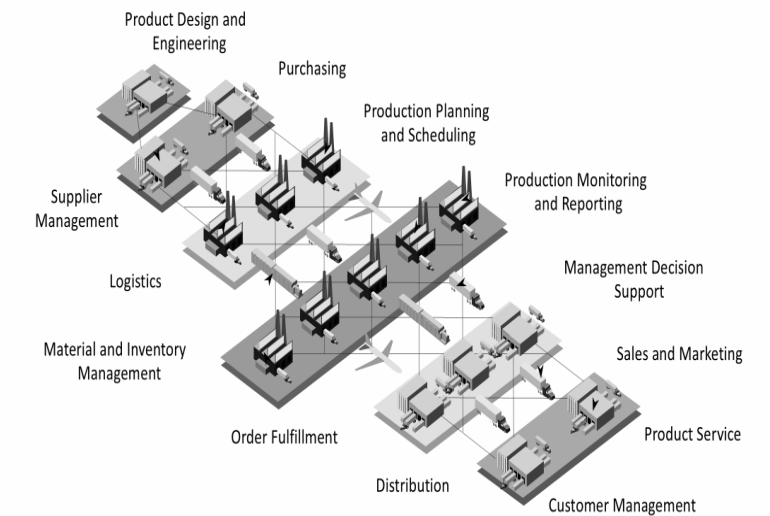 Product Design and
Engineering
Purchasing
Production Planning
and Scheduling
Production Monitoring
and Reporting
Supplier
Management
Logistics
Management Decision
Support
Material and Inventory
Management
Sales and Marketing
Order Fulfillment
Product Service
Distribution
Customer Management